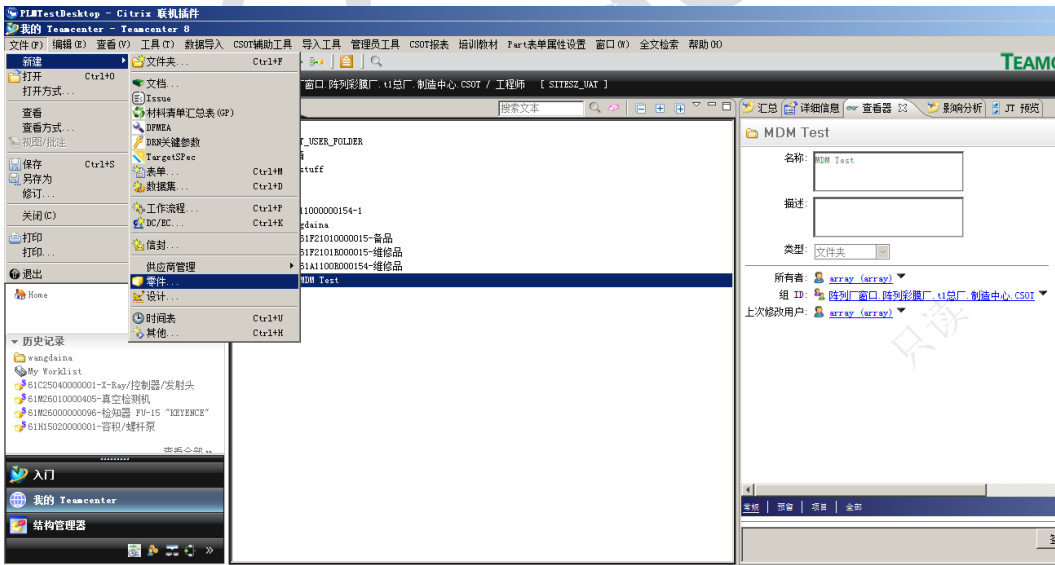 PLMTestDesktop - Citrix 联机插件
我的 Teamcenter - Teamcenter 8
文件(F) 编辑(E) 查看(V) 工具(T) 数据导入 CSOT辅助工具 导入工具 管理员工具 CSOT报表 培训教材 Part表单属性设置 窗口(W) 全文检索 帮助(H)
新建
打开 Ctrl+O
打开方式...
查看
查看方式...
视图/批注
保存 Ctrl+S
另存为
修订...
关闭(C)
打印
打印...
退出
文件夹... Ctrl+F
文档...
Issue
材料清单汇总表(GP)
DFMEA
DRN关键参数
TargetSPec
表单... Ctrl+M
数据集... Ctrl+D
工作流程... Ctrl+P
DC/EC... Ctrl+K
信封...
供应商管理
零件...
设计...
时间表 Ctrl+U
其他... Ctrl+N
TEAMC
窗口.阵列彩膜厂.t1总厂.制造中心.CSOT / 工程师 [ SITESZ_UAT ]
搜索文本
T_USER_FOLDER
stuff
11000000154-1
gdaina
61F21010000015-备品
61F2101R000015-维修品
61A1100R000154-维修品
MDM Test
Home
历史记录
wangdaina
My Worklist
61C25040000001-X-Ray/控制器/发射头
61M26010000405-真空检测机
61M26000000096-检知器 FU-15 "KEYENCE"
61H15020000001-容积/螺杆泵
查看全部
入门
我的 Teamcenter
结构管理器
汇总 详细信息 查看器 影响分析 JT 预览
MDM Test
名称: MDM Test
描述:
类型: 文件夹
所有者: array (array)
组 ID: 阵列厂窗口.阵列彩膜厂.t1总厂.制造中心.CSOT
上次修改用户: array (array)
只读
常规 预留 项目 全部